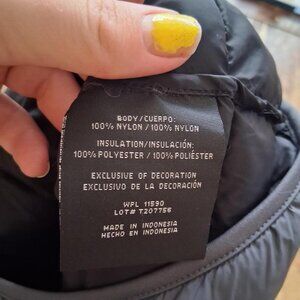 BODY/CUERPO:
100% NYLON / 100% NYLON
INSULATION/INSULACIÓN:
100% POLYESTER / 100% POLIÉSTER
EXCLUSIVE OF DECORATION
EXCLUSIVO DE LA DECORACIÓN
WPL 11590
LOT# T207756
MADE IN INDONESIA
HECHO EN INDONESIA